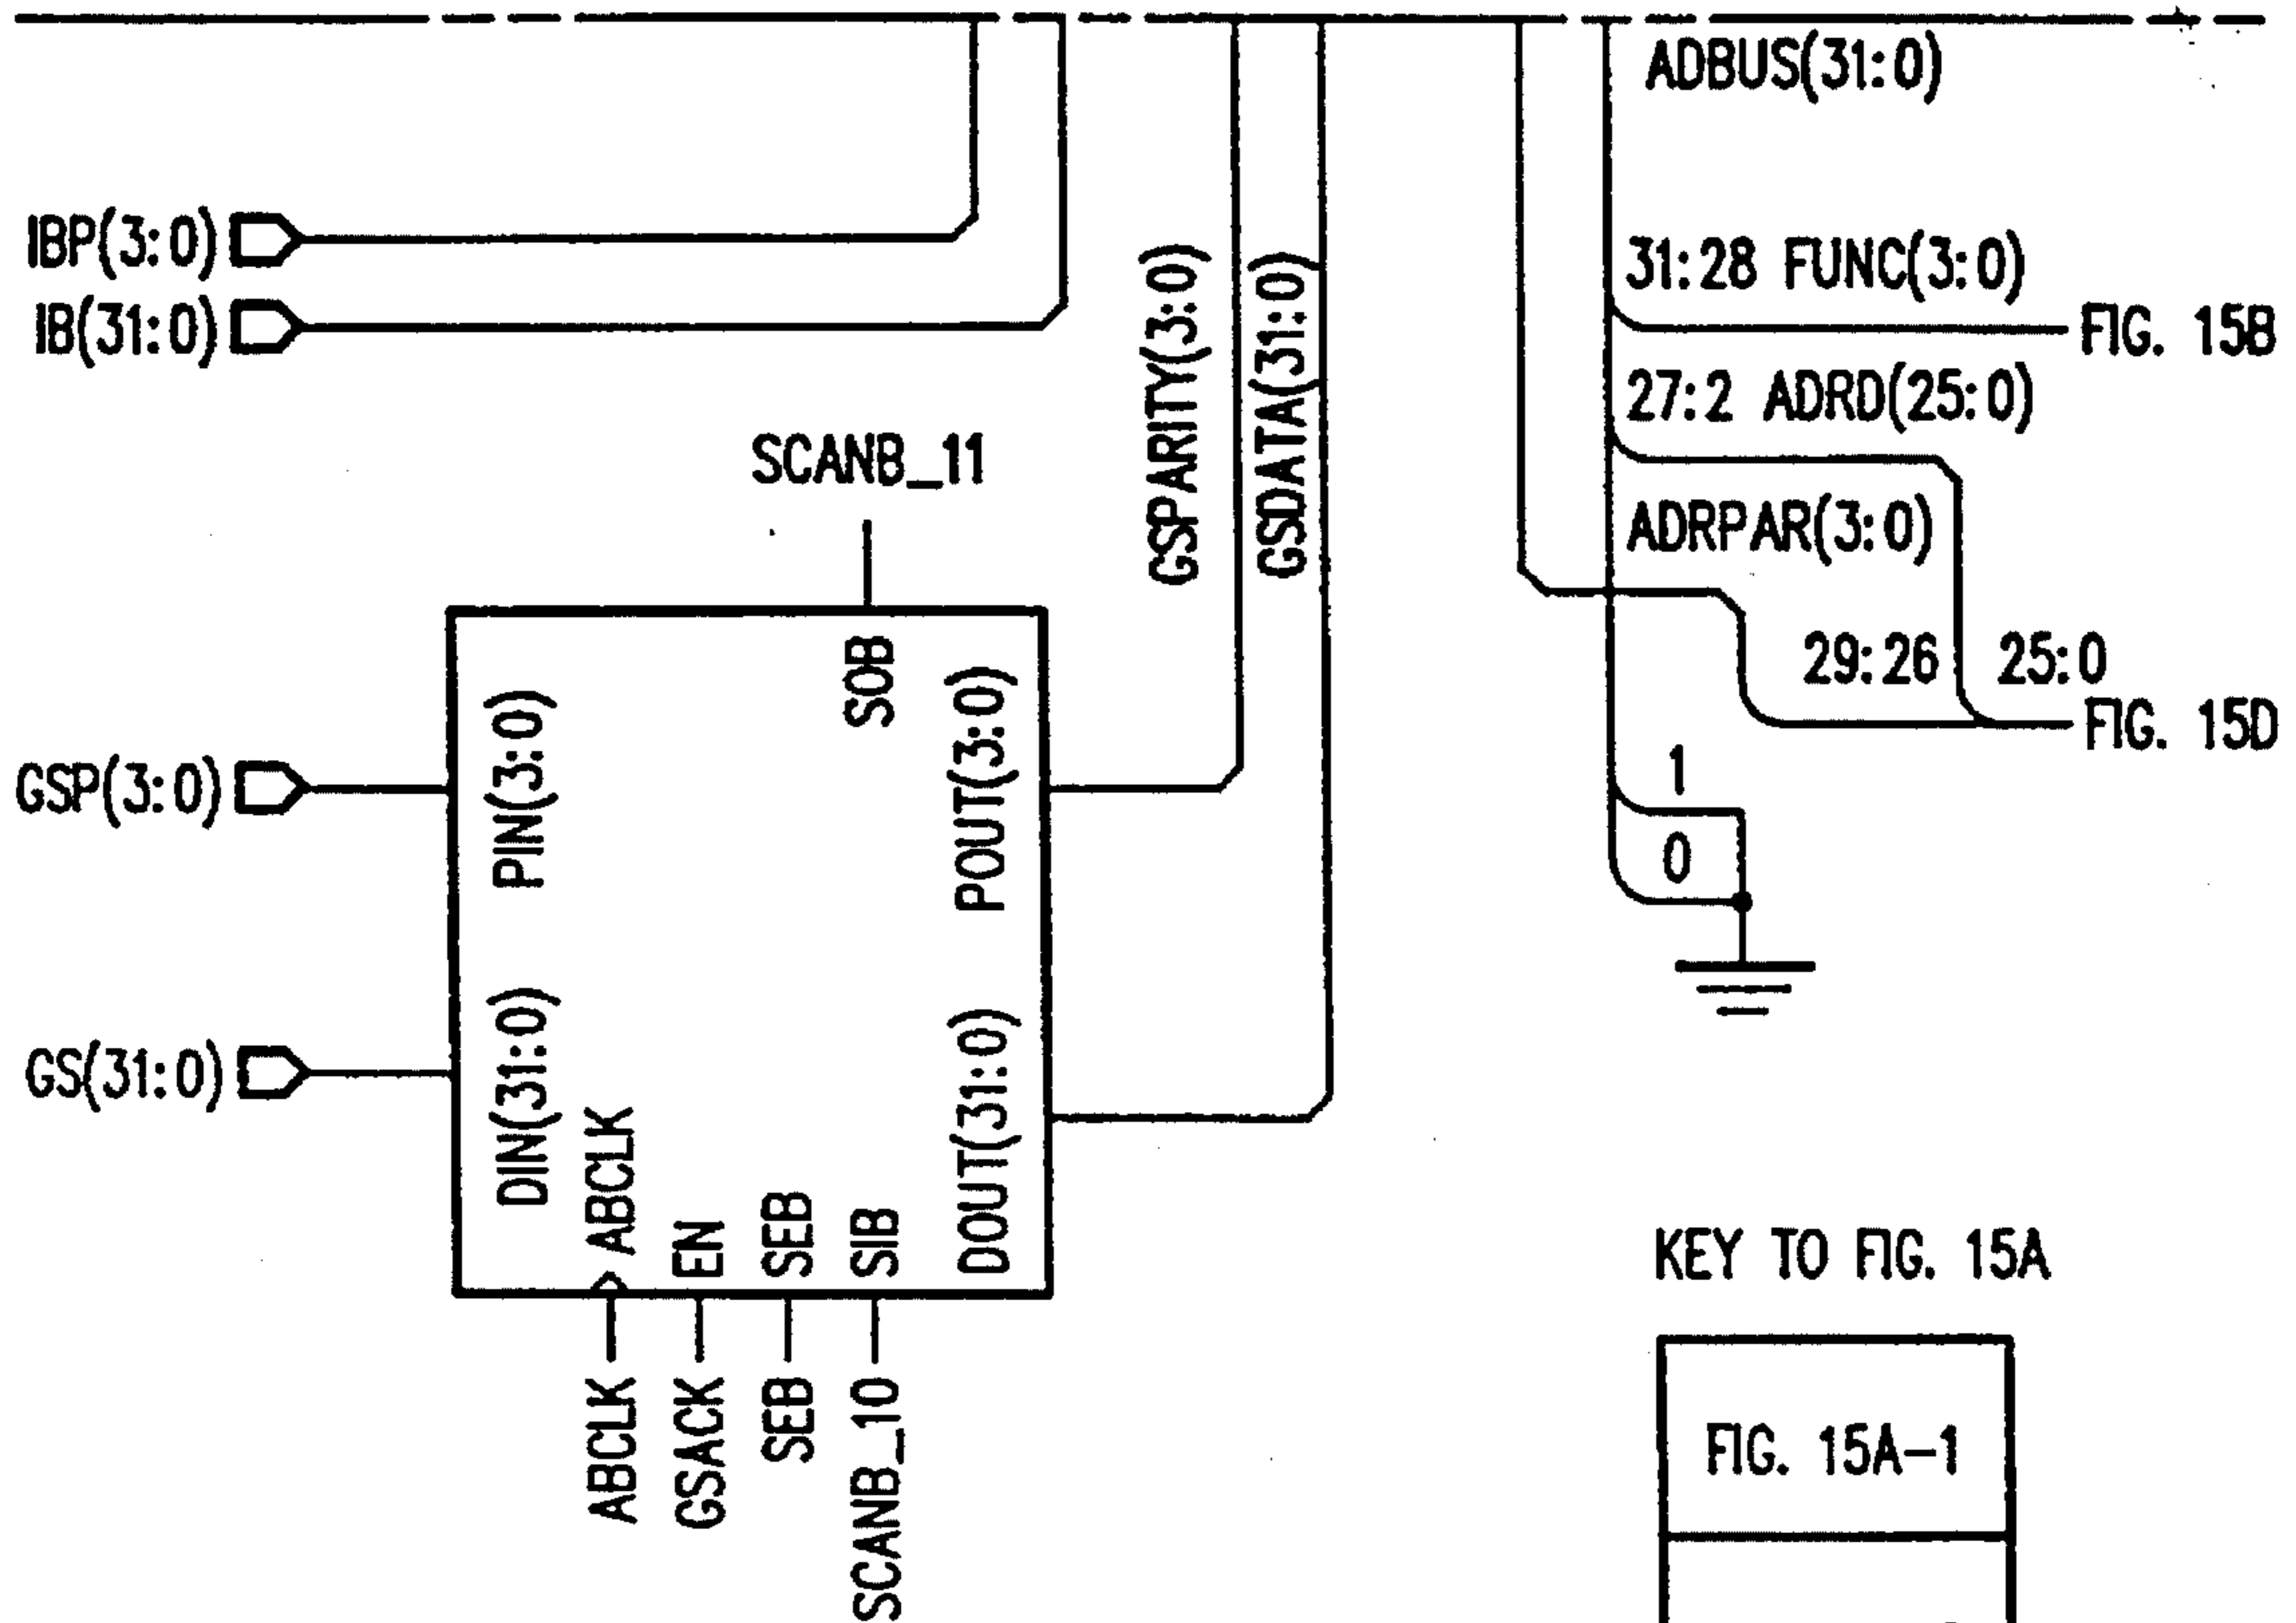 ADBUS(31:0)
IBP(3:0)
IB(31:0)
GSPARITY(3:0)
GSDATA(31:0)
31:28 FUNC(3:0)
FIG. 15B
27:2 ADRD(25:0)
ADRPAR(3:0)
29:26
25:0
FIG. 15D
1
0
SCANB_11
SOB
GSP(3:0)
PIN(3:0)
POUT(3:0)
GS(31:0)
DIN(31:0)
DOUT(31:0)
ABCLK
EN
SEB
SIB
ABCLK
GSACK
SEB
SCANB_10
KEY TO FIG. 15A
FIG. 15A-1